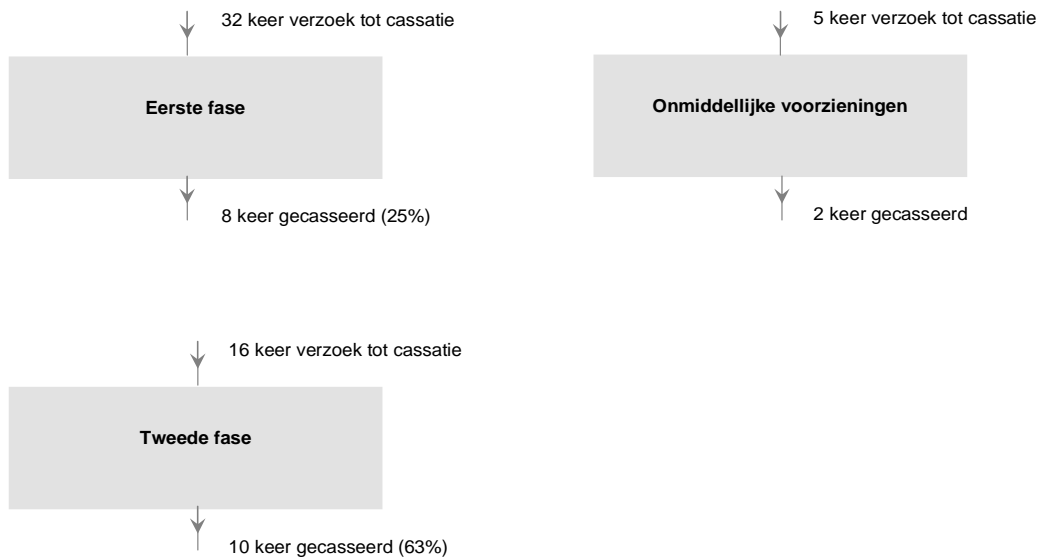 32 keer verzoek tot cassatie
Eerste fase
8 keer gecasseerd (25%)
5 keer verzoek tot cassatie
Onmiddellijke voorzieningen
2 keer gecasseerd
16 keer verzoek tot cassatie
Tweede fase
10 keer gecasseerd (63%)